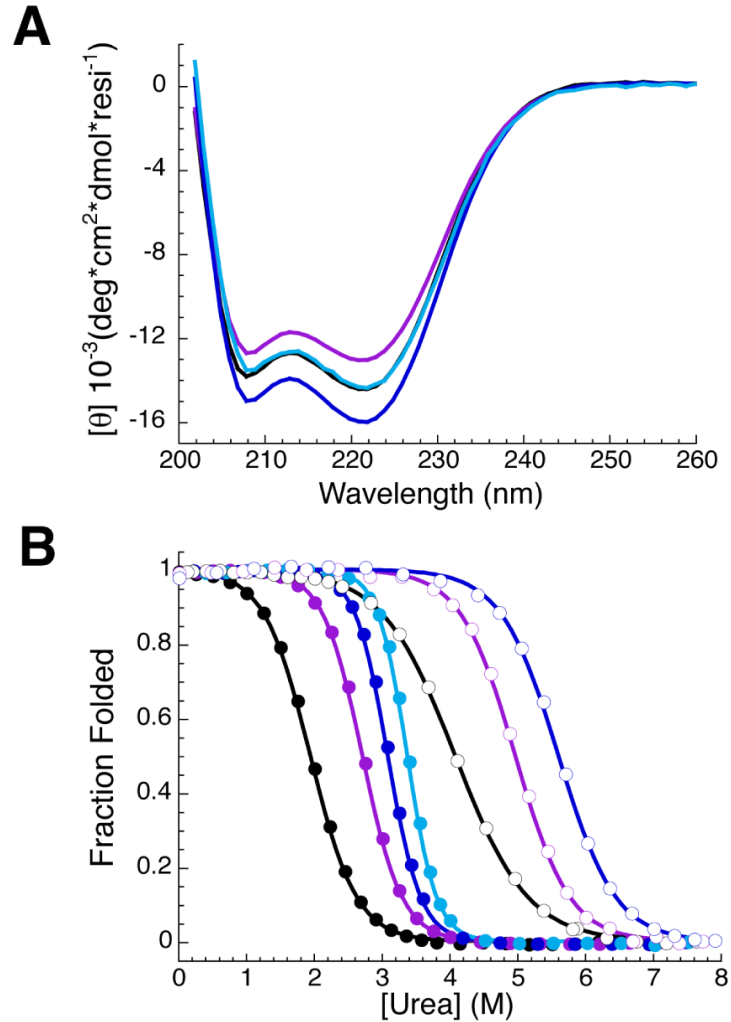 A
[θ] 10⁻³(deg*cm²*dmol*resi⁻¹)
0
-4
-8
-12
-16
200 210 220 230 240 250 260
Wavelength (nm)
B
Fraction Folded
1
0.8
0.6
0.4
0.2
0
0 1 2 3 4 5 6 7 8
[Urea] (M)